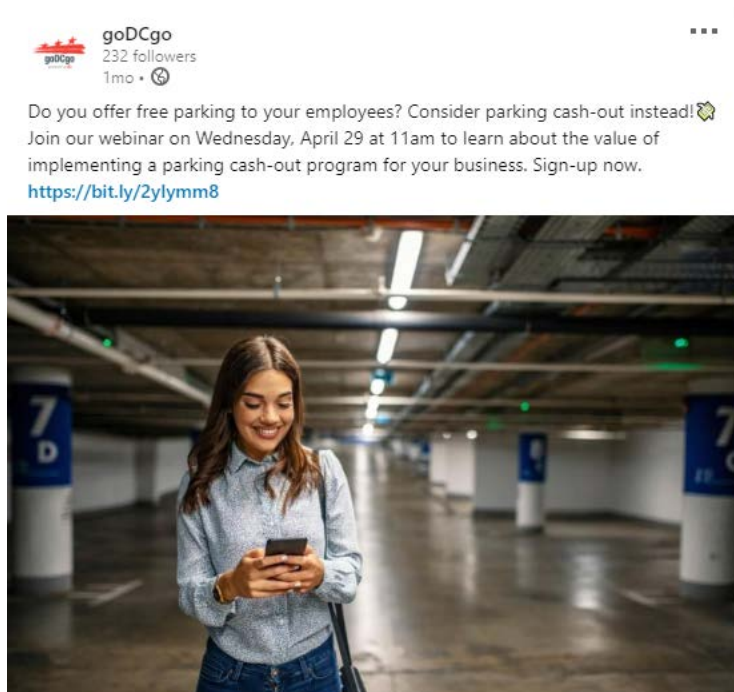 goDCgo
goDCgo
232 followers
1mo •
Do you offer free parking to your employees? Consider parking cash-out instead!
Join our webinar on Wednesday, April 29 at 11am to learn about the value of
implementing a parking cash-out program for your business. Sign-up now.
https://bit.ly/2ylymm8
7
D
7